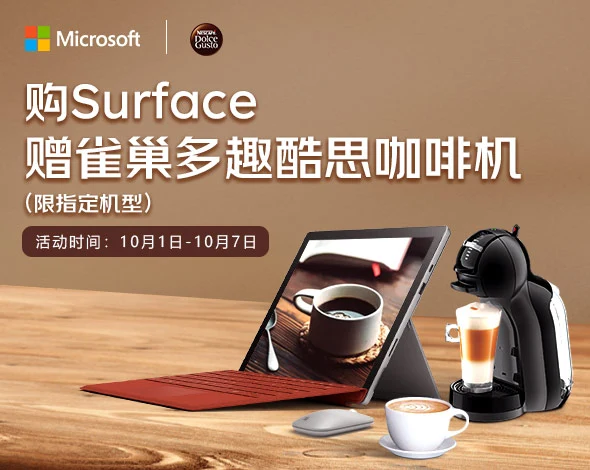 Microsoft
NESCAFÉ
Dolce
Gusto
购Surface
赠雀巢多趣酷思咖啡机
(限指定机型)
活动时间：10月1日-10月7日